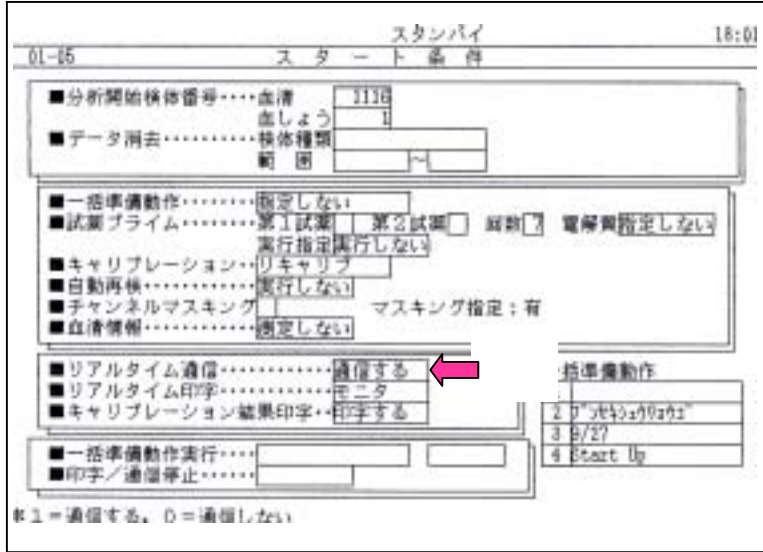 スタンバイ 18:01
01-05 スタート条件
■分析開始検体番号････血清 1116
血しょう 1
■データ消去･･････････検体種類
範 囲 ～
■一括準備動作････････指定しない
■試薬プライム････････第1試薬 第2試薬 回数 7 電解質 指定しない
実行指定 実行しない
■キャリブレーション･･リキャリブ
■自動再検････････････実行しない
■チャンネルマスキング マスキング指定：有
■血清情報････････････測定しない
■リアルタイム通信････････････通信する
■リアルタイム印字････････････モニタ
■キャリブレーション結果印字･･印字する
括準備動作
2 ﾌﾞﾝｾｷｼｭｳﾘｮｳｺﾞ
3 9/27
4 Start Up
■一括準備動作実行････
■印字／通信停止･･････
1＝通信する，0＝通信しない